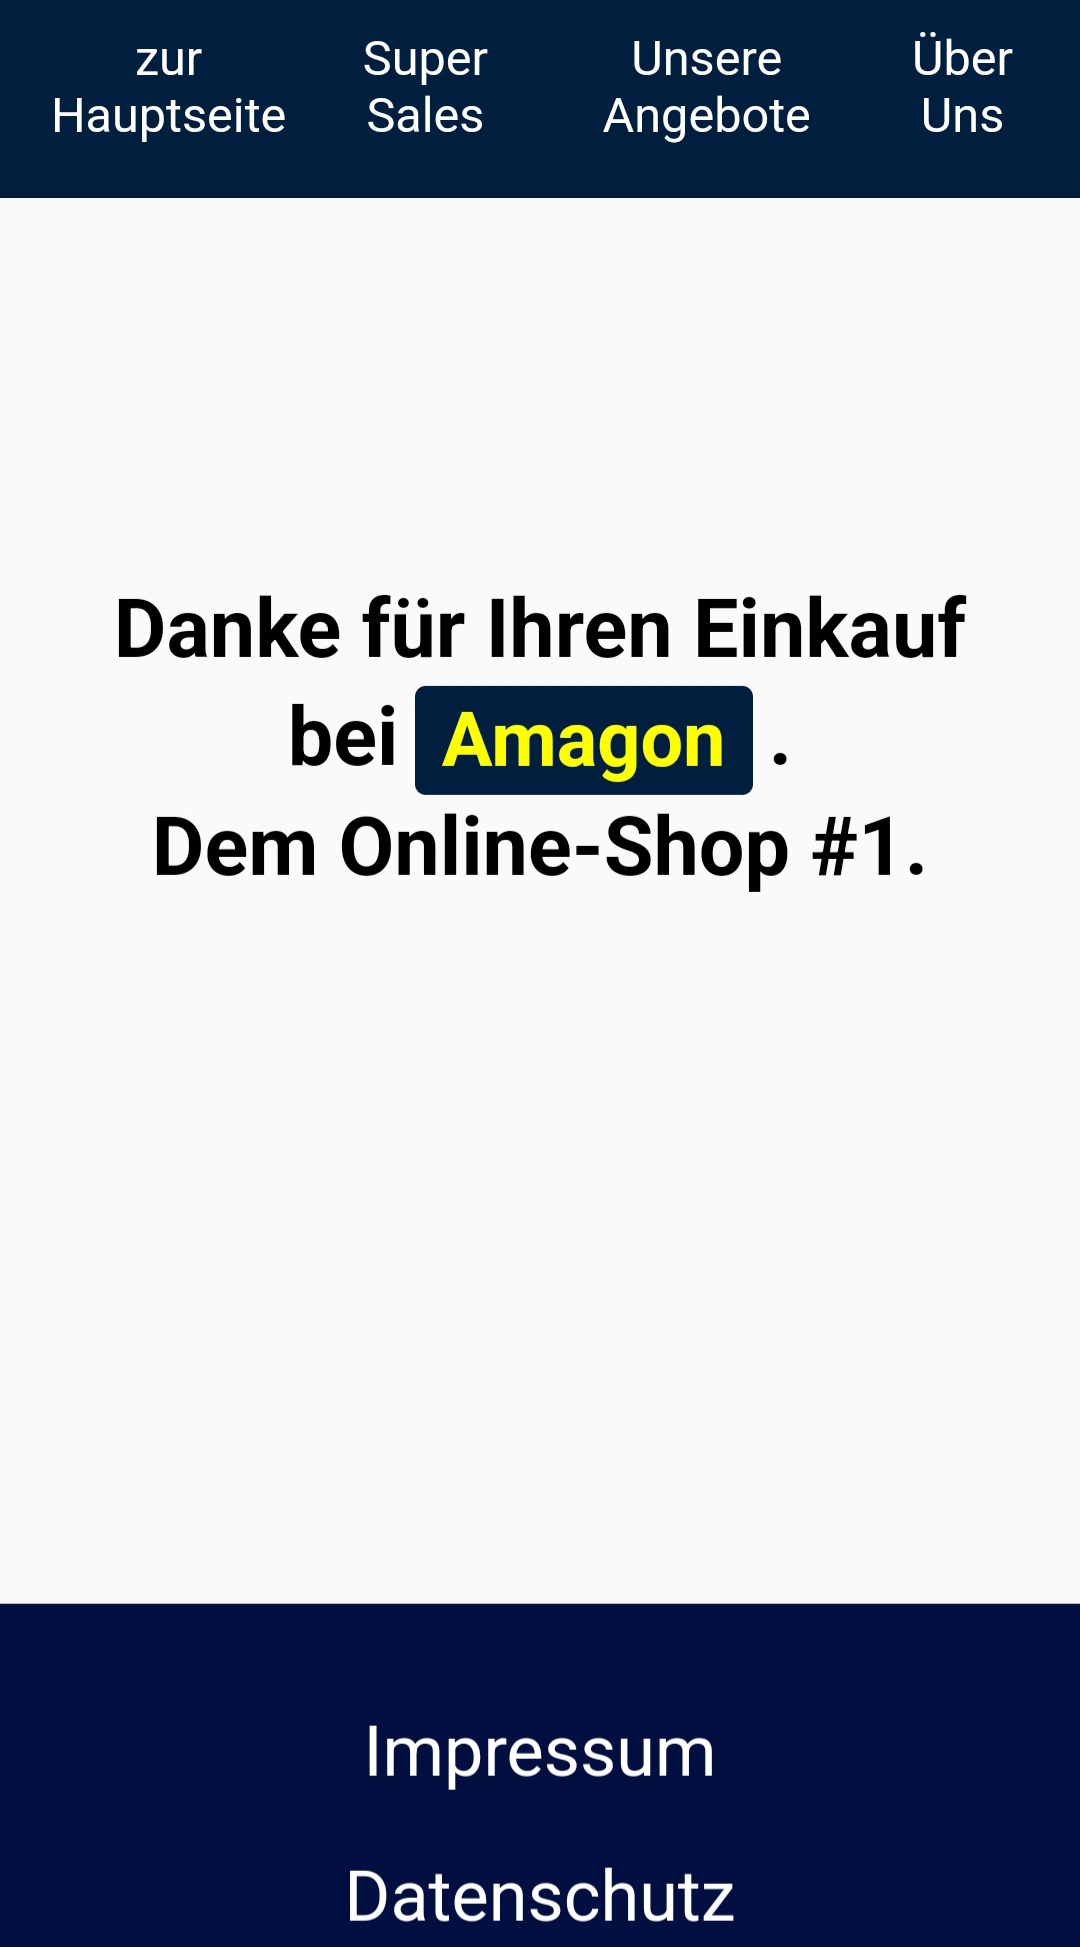 zur Hauptseite
Super Sales
Unsere Angebote
Über Uns
Danke für Ihren Einkauf
bei Amagon .
Dem Online-Shop #1.
Impressum
Datenschutz